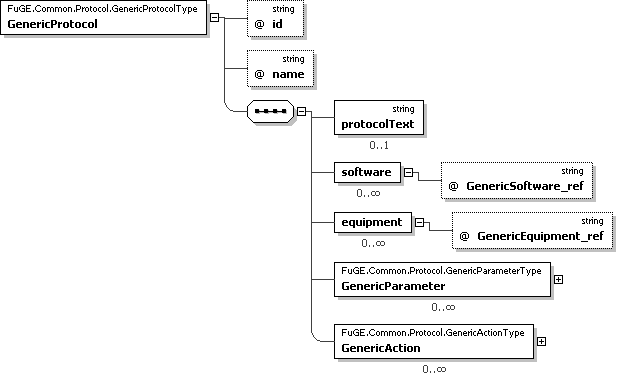 FuGE.Common.Protocol.GenericProtocolType
GenericProtocol
string
@ id
string
@ name
string
protocolText
0..1
software
0..∞
string
@ GenericSoftware_ref
equipment
0..∞
string
@ GenericEquipment_ref
FuGE.Common.Protocol.GenericParameterType
GenericParameter
0..∞
FuGE.Common.Protocol.GenericActionType
GenericAction
0..∞